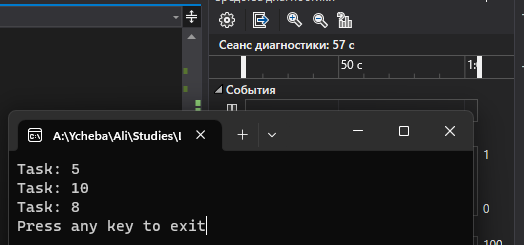 Сеанс диагностики: 57 с
50 с
События
A:\Ycheba\Ali\Studies\
1
0
100
Task: 5
Task: 10
Task: 8
Press any key to exit